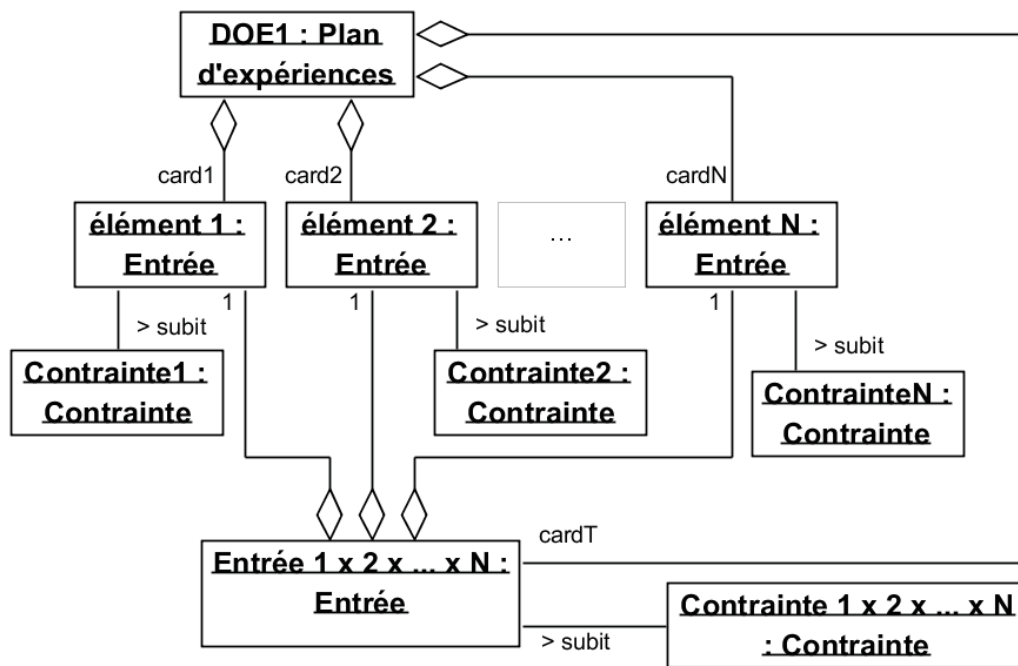 DOE1 : Plan
d'expériences
card1
card2
cardN
élément 1 :
Entrée
élément 2 :
Entrée
...
élément N :
Entrée
1
1
1
> subit
> subit
> subit
Contrainte1 :
Contrainte
Contrainte2 :
Contrainte
ContrainteN :
Contrainte
cardT
Entrée 1 x 2 x ... x N :
Entrée
> subit
Contrainte 1 x 2 x ... x N
: Contrainte